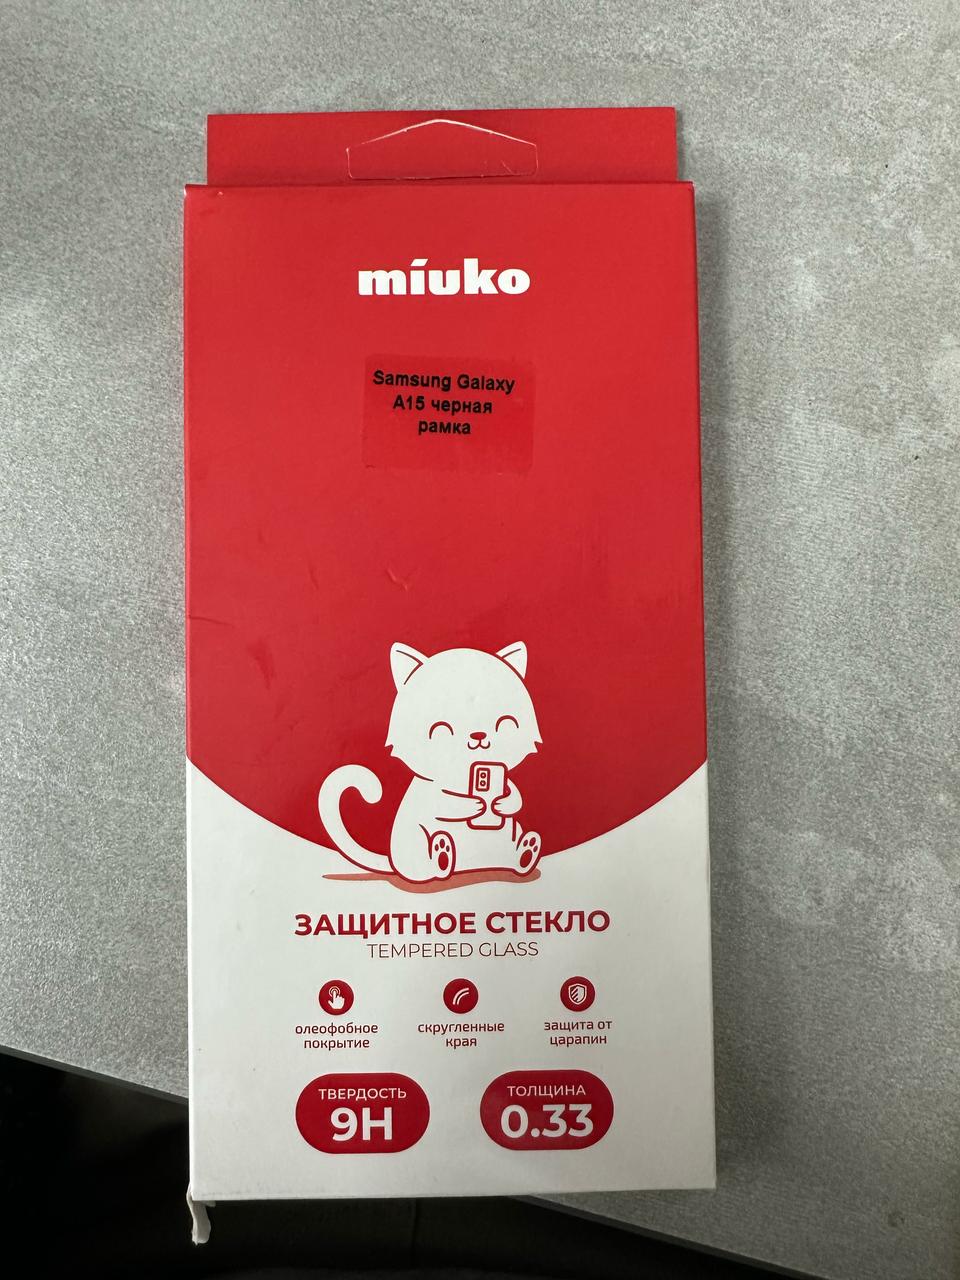 míuko
Samsung Galaxy
A15 черная
рамка
ЗАЩИТНОЕ СТЕКЛО
TEMPERED GLASS
олеофобное
покрытие
скругленные
края
защита от
царапин
ТВЕРДОСТЬ
9H
ТОЛЩИНА
0.33